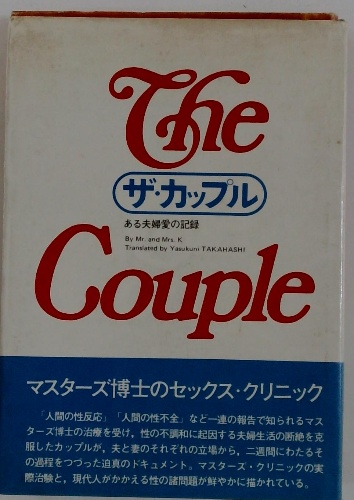 The
ザ・カップル
ある夫婦愛の記録
By Mr. and Mrs. K
Translated by Yasukuni TAKAHASHI
Couple
マスターズ博士のセックス・クリニック
「人間の性反応」「人間の性不全」など一連の報告で知られるマス
ターズ博士の治療を受け，性の不調和に起因する夫婦生活の断絶を克
服したカップルが，夫と妻のそれぞれの立場から，二週間にわたるそ
の過程をつづった迫真のドキュメント。マスターズ・クリニックの実
際治験と，現代人がかかえる性の諸問題が鮮やかに描かれている。